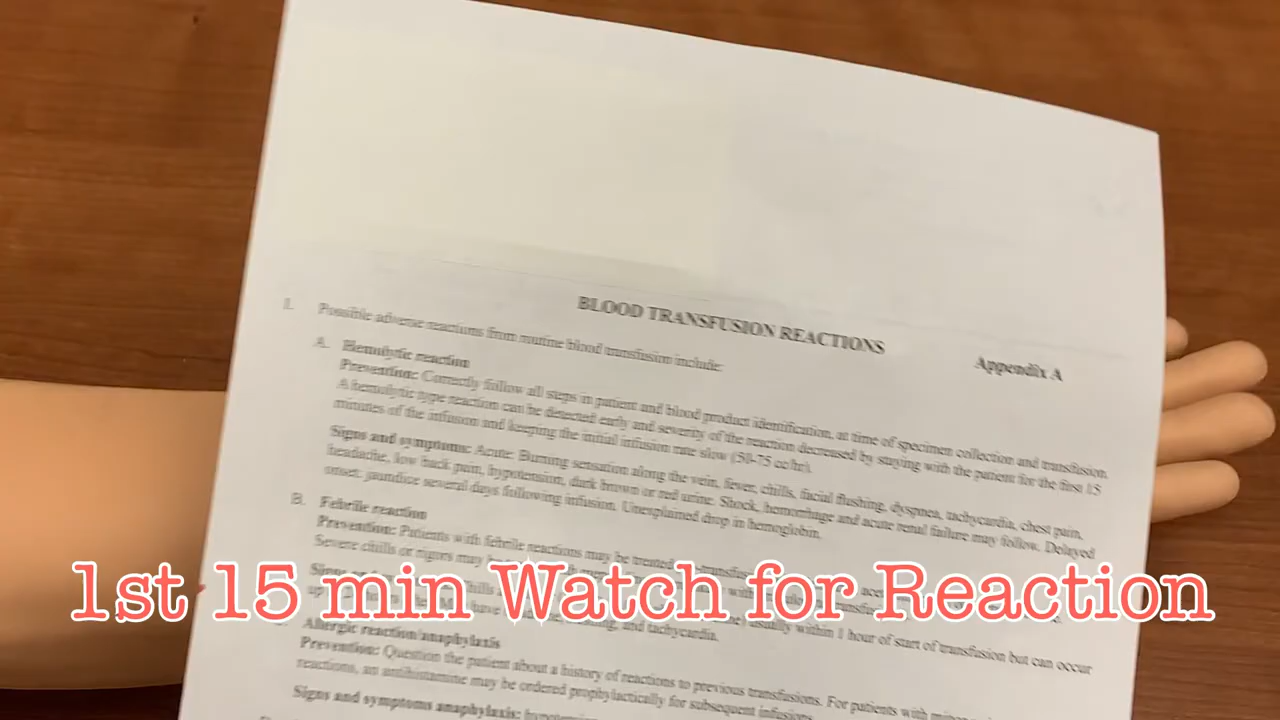 BLOOD TRANSFUSION REACTIONS
Appendix A
I. Possible adverse reactions from routine blood transfusion include:
A. Hemolytic reaction
Prevention: Correctly follow all steps in patient and blood product identification, at time of specimen collection and transfusion.
A hemolytic type reaction can be detected early and severity of the reaction decreased by staying with the patient for the first 15
minutes of the infusion and keeping the initial infusion rate slow (50-75 cc/hr).
Signs and symptoms: Acute: Burning sensation along the vein, fever, chills, facial flushing, dyspnea, tachycardia, chest pain,
headache, low back pain, hypotension, dark brown or red urine. Shock, hemorrhage and acute renal failure may follow. Delayed
onset: jaundice several days following infusion. Unexplained drop in hemoglobin.
B. Febrile reaction
Prevention: Patients with febrile reactions may be treated
Severe chills or rigors may
1st 15 min Watch for Reaction
usually within 1 hour of start of transfusion but can occur
and tachycardia.
Allergic reaction/anaphylaxis
Prevention: Question the patient about a history of reactions to previous transfusions. For patients with
reactions, an antihistamine may be ordered prophylactically for subsequent infusions.
Signs and symptoms anaphylaxis: